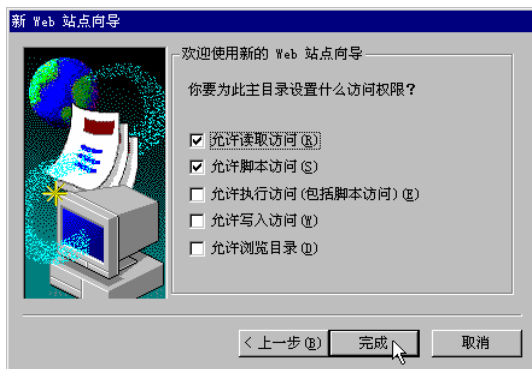 新 Web 站点向导
欢迎使用新的 Web 站点向导
你要为此主目录设置什么访问权限?
允许读取访问(R)
允许脚本访问(S)
允许执行访问(包括脚本访问)(E)
允许写入访问(W)
允许浏览目录(D)
< 上一步(B)
完成
取消